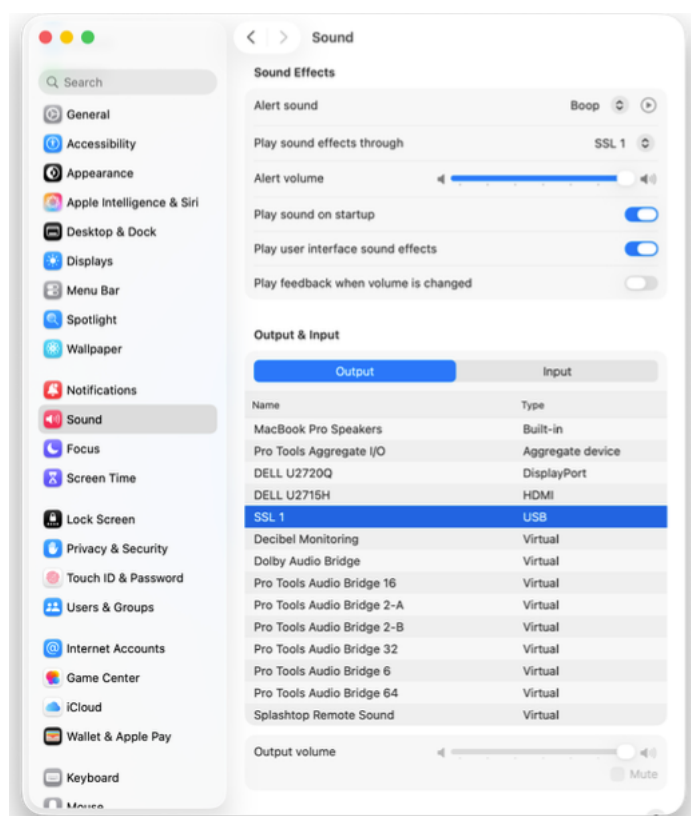 Sound
Search
General
Accessibility
Appearance
Apple Intelligence & Siri
Desktop & Dock
Displays
Menu Bar
Spotlight
Wallpaper
Notifications
Sound
Focus
Screen Time
Lock Screen
Privacy & Security
Touch ID & Password
Users & Groups
Internet Accounts
Game Center
iCloud
Wallet & Apple Pay
Keyboard
Mouse
Sound Effects
Alert sound Boop
Play sound effects through SSL 1
Alert volume
Play sound on startup
Play user interface sound effects
Play feedback when volume is changed
Output & Input
Output Input
Name Type
MacBook Pro Speakers Built-in
Pro Tools Aggregate I/O Aggregate device
DELL U2720Q DisplayPort
DELL U2715H HDMI
SSL 1 USB
Decibel Monitoring Virtual
Dolby Audio Bridge Virtual
Pro Tools Audio Bridge 16 Virtual
Pro Tools Audio Bridge 2-A Virtual
Pro Tools Audio Bridge 2-B Virtual
Pro Tools Audio Bridge 32 Virtual
Pro Tools Audio Bridge 6 Virtual
Pro Tools Audio Bridge 64 Virtual
Splashtop Remote Sound Virtual
Output volume
Mute